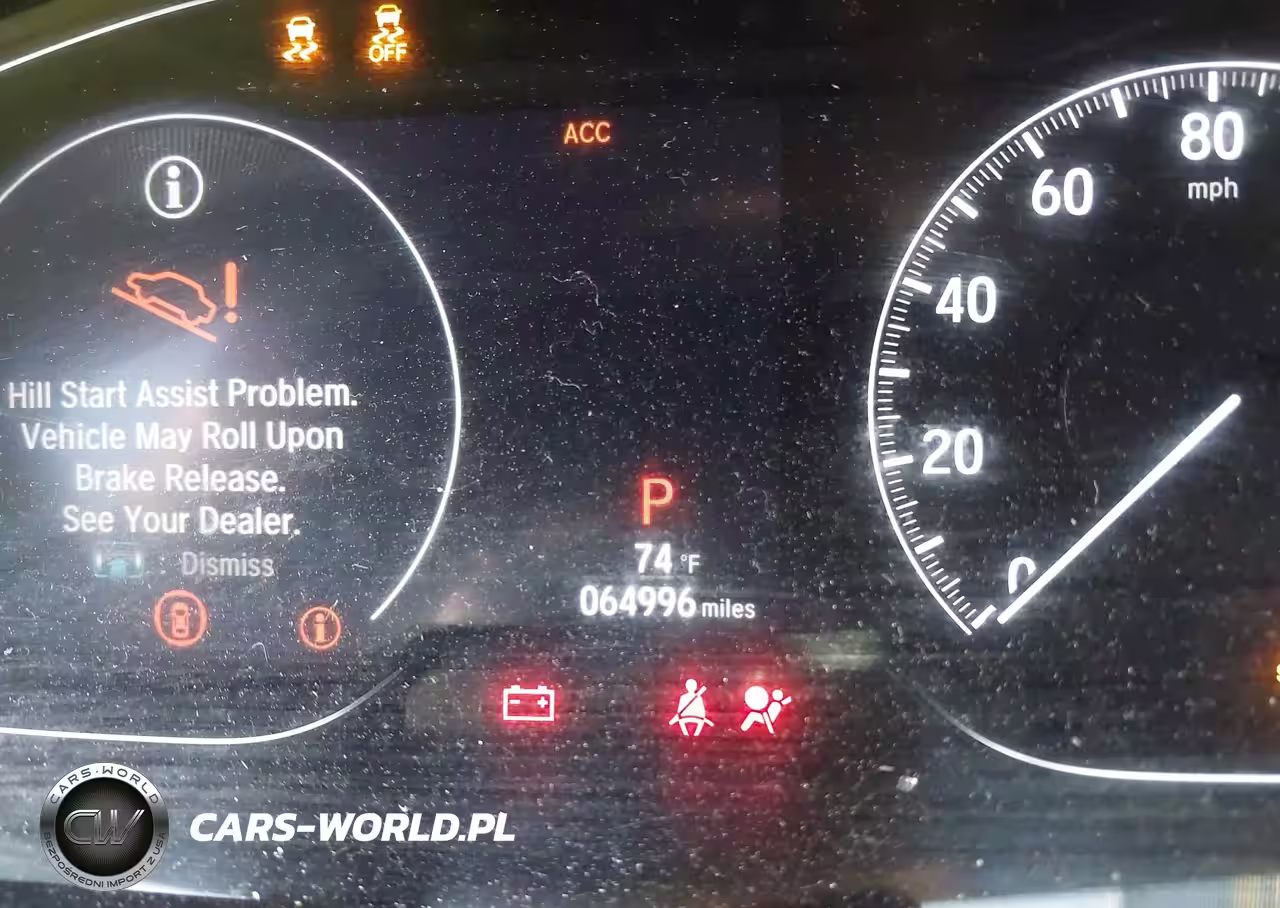 OFF
ACC
80
mph
60
40
20
0
i
Hill Start Assist Problem.
Vehicle May Roll Upon
Brake Release.
See Your Dealer.
: Dismiss
i
P
74 °F
064996 miles
CARS-WORLD
CW
BEZPOŚREDNI IMPORT Z USA
CARS-WORLD.PL